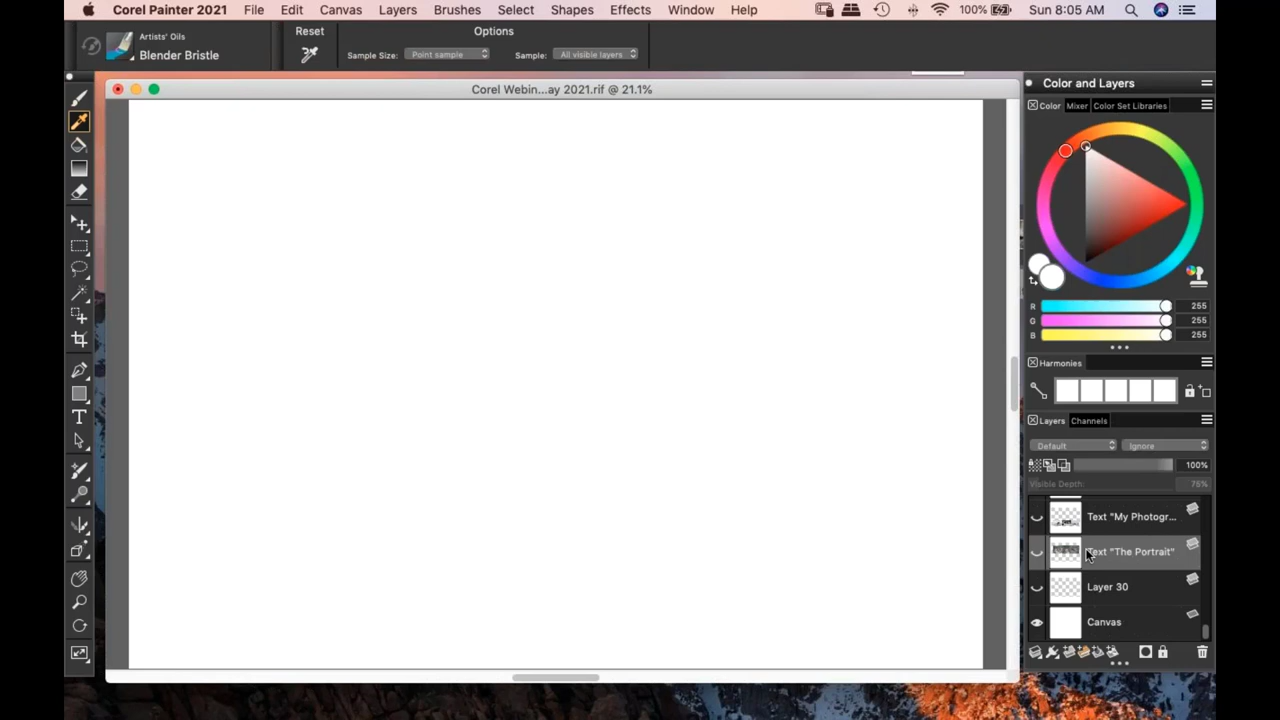 Corel Painter 2021 File Edit Canvas Layers Brushes Select Shapes Effects Window Help 100% Sun 8:05 AM
Artists' Oils
Blender Bristle
Reset
Options
Sample Size: Point sample Sample: All visible layers
Corel Webin...ay 2021.rif @ 21.1%
Color and Layers
Color Mixer Color Set Libraries
R 255
G 255
B 255
Harmonies
Layers Channels
Default Ignore
100%
Visible Depth: 75%
Text "My Photogr...
Text "The Portrait"
Layer 30
Canvas